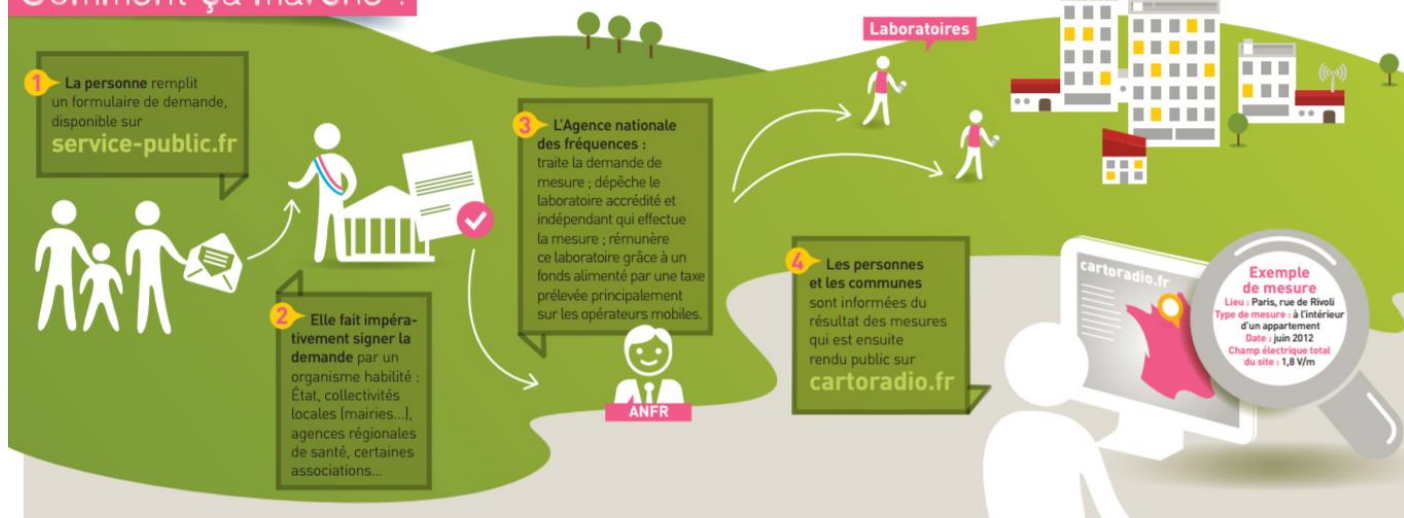 Comment ça marche ?
1 La personne remplit
un formulaire de demande,
disponible sur
service-public.fr
2 Elle fait impéra-
tivement signer la
demande par un
organisme habilité :
État, collectivités
locales (mairies...),
agences régionales
de santé, certaines
associations...
3 L'Agence nationale
des fréquences :
traite la demande de
mesure ; dépêche le
laboratoire accrédité et
indépendant qui effectue
la mesure ; rémunère
ce laboratoire grâce à un
fonds alimenté par une taxe
prélevée principalement
sur les opérateurs mobiles.
ANFR
Laboratoires
4 Les personnes
et les communes
sont informées du
résultat des mesures
qui est ensuite
rendu public sur
cartoradio.fr
cartoradio.fr
Exemple
de mesure
Lieu : Paris, rue de Rivoli
Type de mesure : à l'intérieur
d'un appartement
Date : juin 2012
Champ électrique total
du site : 1,8 V/m